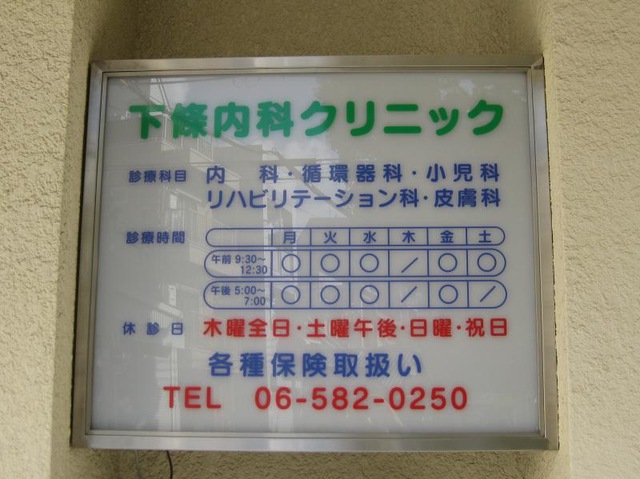 下條内科クリニック
診療科目 内 科・循環器科・小児科
リハビリテーション科・皮膚科
診療時間 月 火 水 木 金 土
午前 9:30〜12:30 ○ ○ ○ ／ ○ ○
午後 5:00〜7:00 ○ ○ ○ ／ ○ ／
休診日 木曜全日・土曜午後・日曜・祝日
各種保険取扱い
TEL 06-582-0250